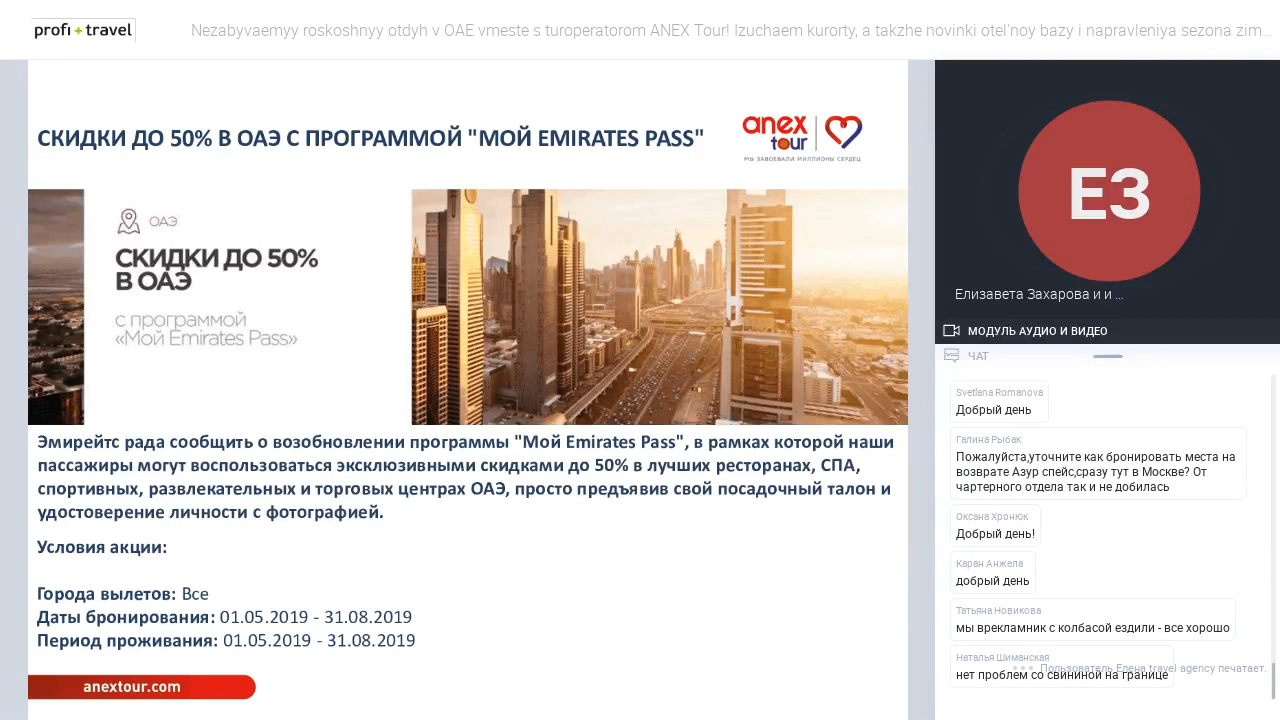 profi + travel
Nezabyvaemyy roskoshnyy otdyh v OAE vmeste s turoperatorom ANEX Tour! Izuchaem kurorty, a takzhe novinki otel'noy bazy i napravleniya sezona zim...
СКИДКИ ДО 50% В ОАЭ С ПРОГРАММОЙ "МОЙ EMIRATES PASS"
anex
tour
МЫ ЗАВОЕВАЛИ МИЛЛИОНЫ СЕРДЕЦ
ОАЭ
СКИДКИ ДО 50%
В ОАЭ
с программой
«Мой Emirates Pass»
Эмирейтс рада сообщить о возобновлении программы "Мой Emirates Pass", в рамках которой наши
пассажиры могут воспользоваться эксклюзивными скидками до 50% в лучших ресторанах, СПА,
спортивных, развлекательных и торговых центрах ОАЭ, просто предъявив свой посадочный талон и
удостоверение личности с фотографией.
Условия акции:
Города вылетов: Все
Даты бронирования: 01.05.2019 - 31.08.2019
Период проживания: 01.05.2019 - 31.08.2019
anextour.com
ЕЗ
Елизавета Захарова и и ...
МОДУЛЬ АУДИО И ВИДЕО
ЧАТ
Svetlana Romanova
Добрый день
Галина Рыбак
Пожалуйста,уточните как бронировать места на
возврате Азур спейс,сразу тут в Москве? От
чартерного отдела так и не добилась
Оксана Хронюк
Добрый день!
Каран Анжела
добрый день
Татьяна Новикова
мы врекламник с колбасой ездили - все хорошо
Наталья Шиманская
Пользователь Елена travel agency печатает.
нет проблем со свининой на границе